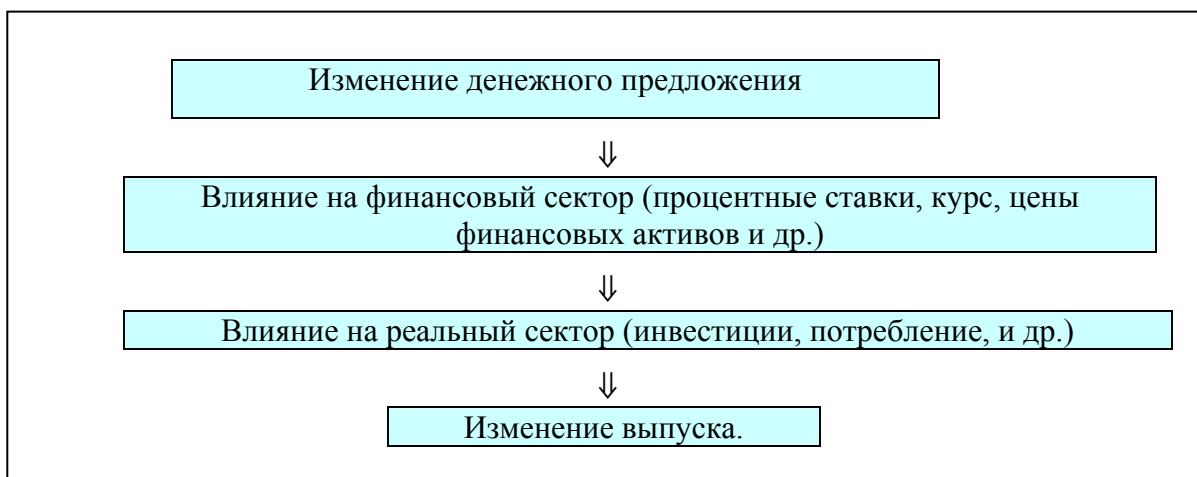 Изменение денежного предложения
⇓
Влияние на финансовый сектор (процентные ставки, курс, цены
финансовых активов и др.)
⇓
Влияние на реальный сектор (инвестиции, потребление, и др.)
⇓
Изменение выпуска.